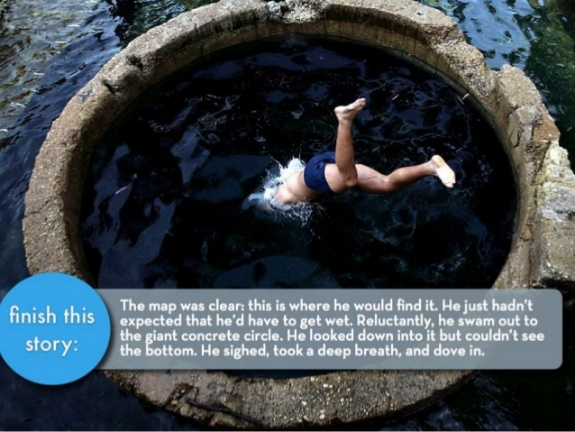 finish this
story:
The map was clear: this is where he would find it. He just hadn't
expected that he'd have to get wet. Reluctantly, he swam out to
the giant concrete circle. He looked down into it but couldn't see
the bottom. He sighed, took a deep breath, and dove in.